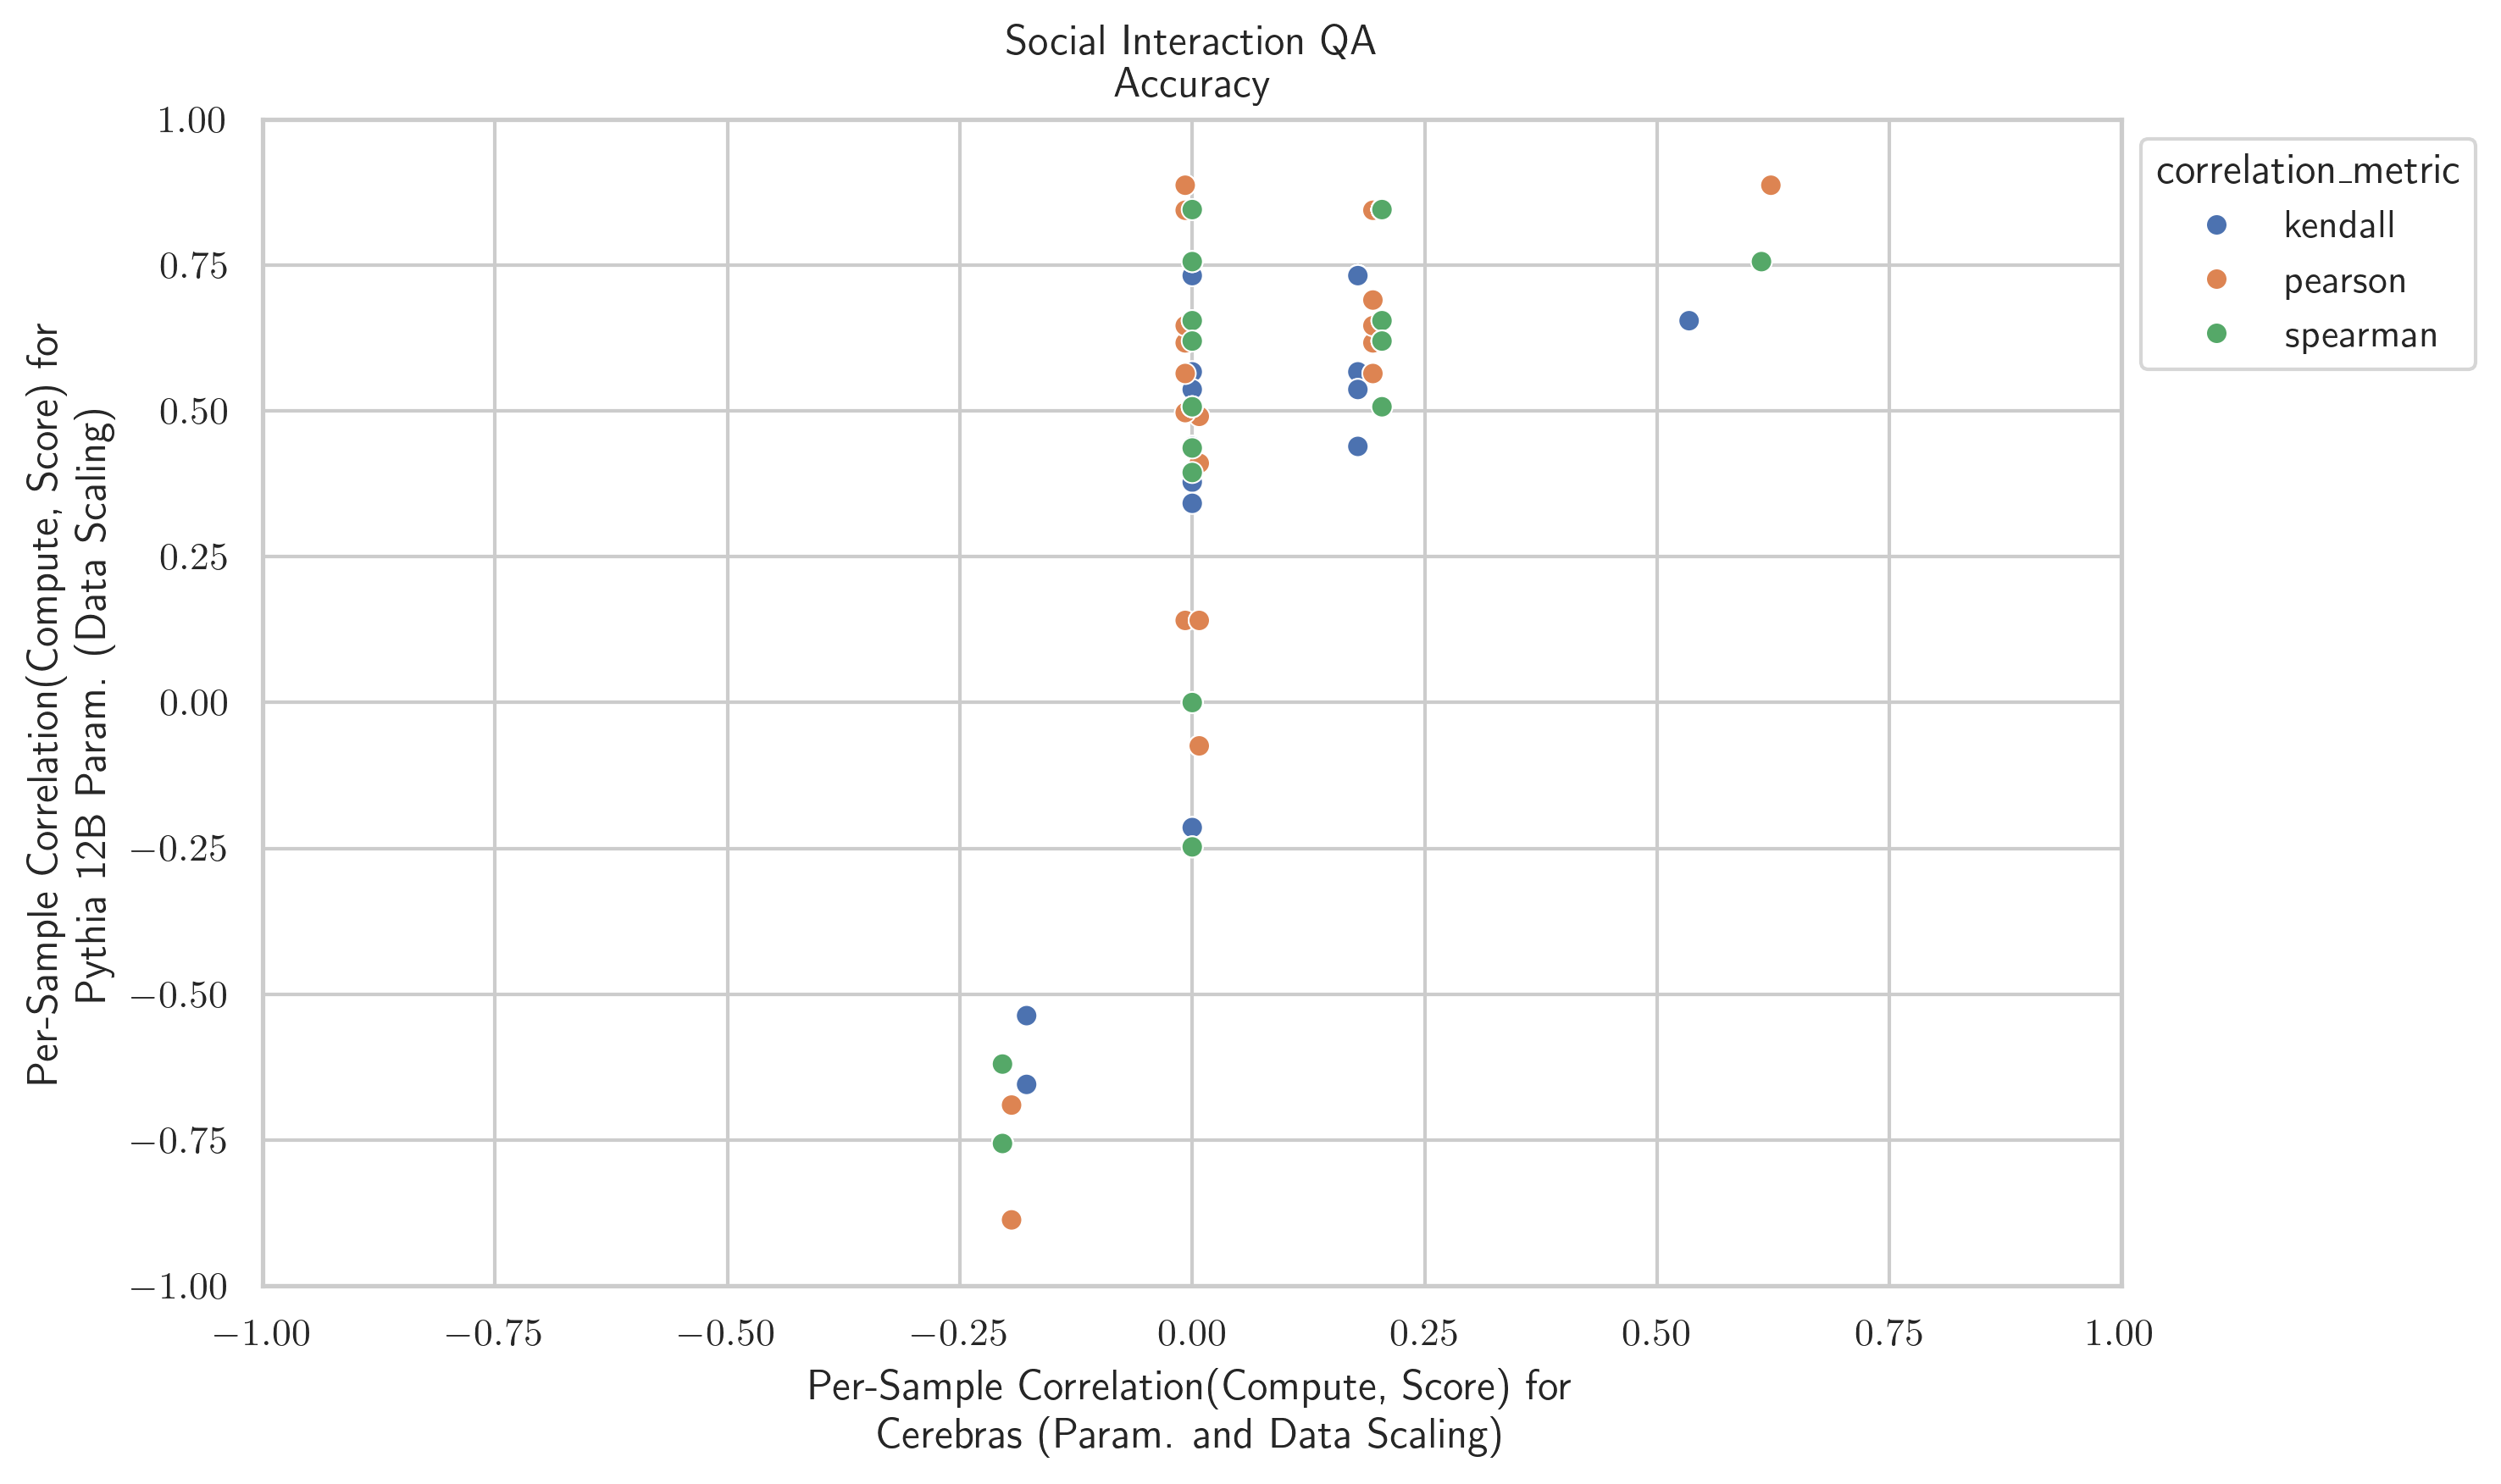 Social Interaction QA
Accuracy
1.00
0.75
0.50
0.25
0.00
−0.25
−0.50
−0.75
−1.00
Per-Sample Correlation(Compute, Score) for
Pythia 12B Param. (Data Scaling)
−1.00 −0.75 −0.50 −0.25 0.00 0.25 0.50 0.75 1.00
Per-Sample Correlation(Compute, Score) for
Cerebras (Param. and Data Scaling)
correlation_metric
kendall
pearson
spearman